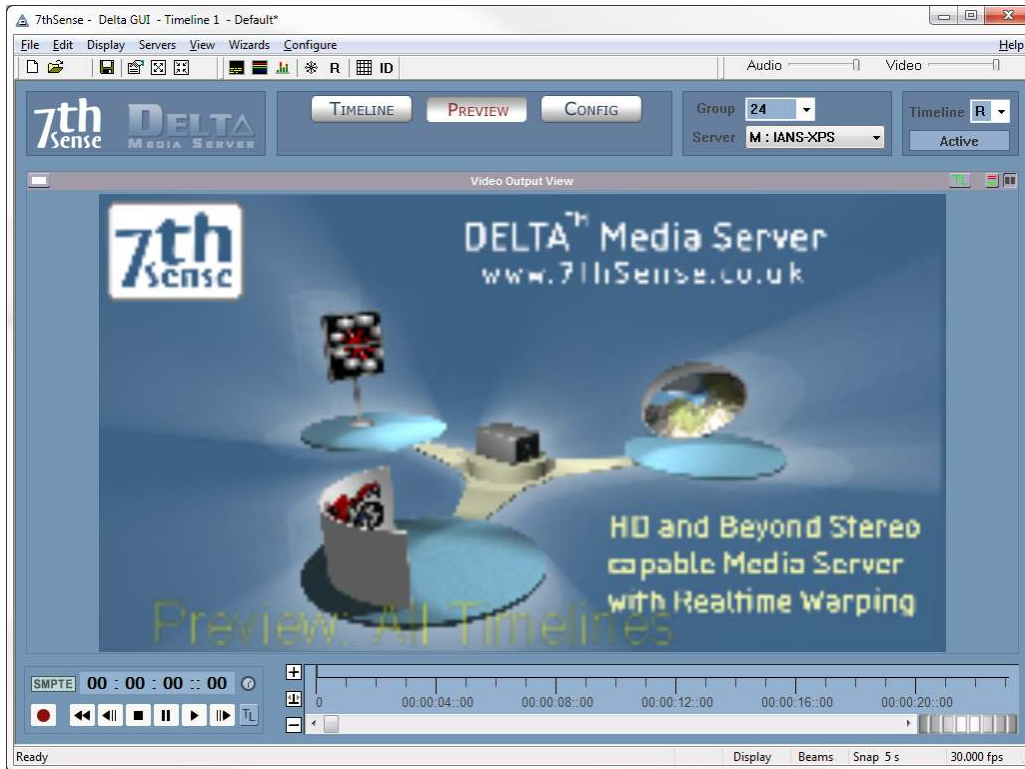 7thSense - Delta GUI - Timeline 1 - Default*
File Edit Display Servers View Wizards Configure Help
R ID Audio Video
7th Sense DELTA MEDIA SERVER
TIMELINE PREVIEW CONFIG
Group 24
Server M : IANS-XPS
Timeline R
Active
Video Output View TL
7th Sense
DELTA™ Media Server
www.7thSense.co.uk
HD and Beyond Stereo
capable Media Server
with Realtime Warping
Preview: All Timelines
SMPTE 00 : 00 : 00 :: 00
TL
0 00:00:04::00 00:00:08::00 00:00:12::00 00:00:16::00 00:00:20::00
Ready Display Beams Snap 5 s 30.000 fps